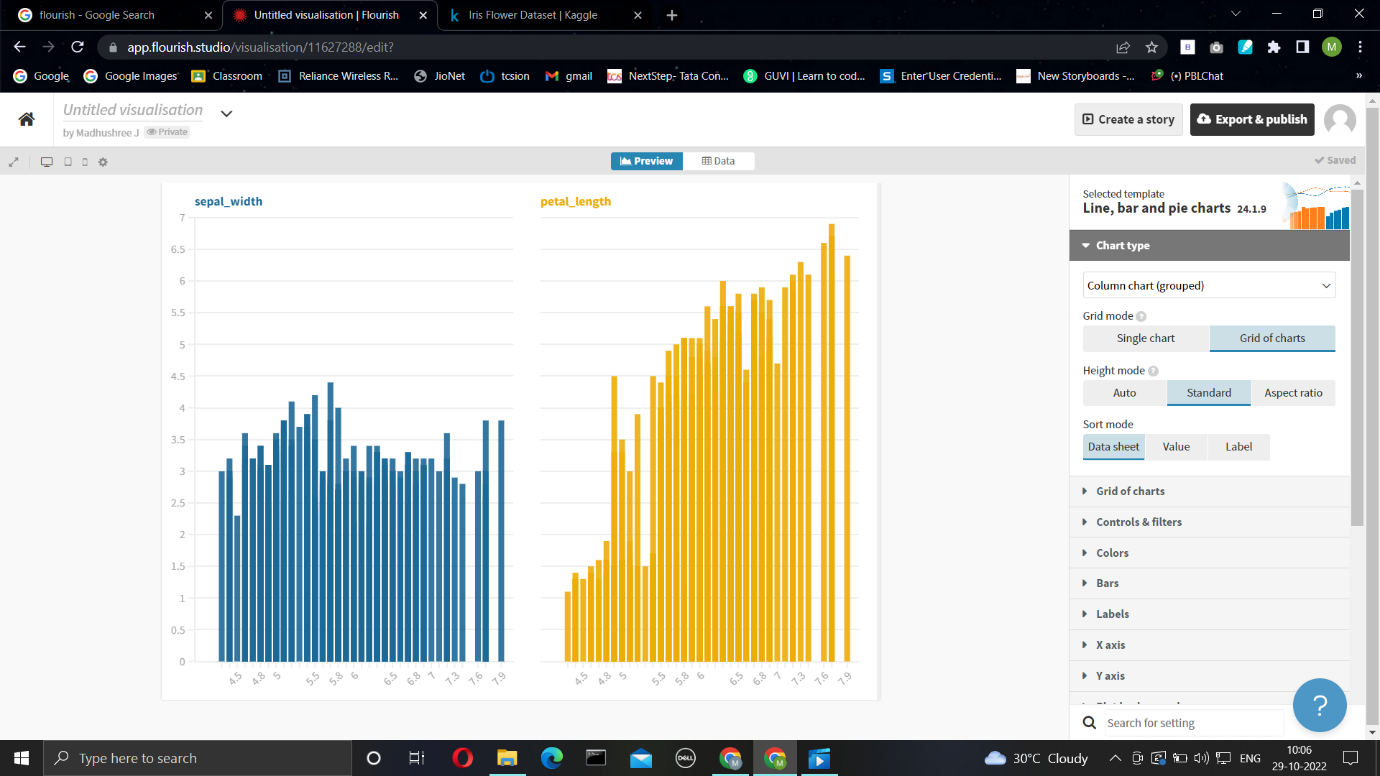 flourish - Google Search
Untitled visualisation | Flourish
Iris Flower Dataset | Kaggle
app.flourish.studio/visualisation/11627288/edit?
Google
Google Images
Classroom
Reliance Wireless R...
JioNet
tcsion
gmail
NextStep- Tata Con...
GUVI | Learn to cod...
Enter User Credenti...
New Storyboards -...
(•) PBLChat
»
Untitled visualisation
by Madhushree J
Private
Create a story
Export & publish
Preview
Data
Saved
sepal_width
petal_length
7
6.5
6
5.5
5
4.5
4
3.5
3
2.5
2
1.5
1
0.5
0
4.5 4.8 5 5.5 5.8 6 6.5 6.8 7 7.3 7.6 7.9
4.5 4.8 5 5.5 5.8 6 6.5 6.8 7 7.3 7.6 7.9
Selected template
Line, bar and pie charts 24.1.9
Chart type
Column chart (grouped)
Grid mode ?
Single chart
Grid of charts
Height mode ?
Auto
Standard
Aspect ratio
Sort mode
Data sheet
Value
Label
Grid of charts
Controls & filters
Colors
Bars
Labels
X axis
Y axis
Search for setting
?
Type here to search
30°C Cloudy
ENG
10:06
29-10-2022